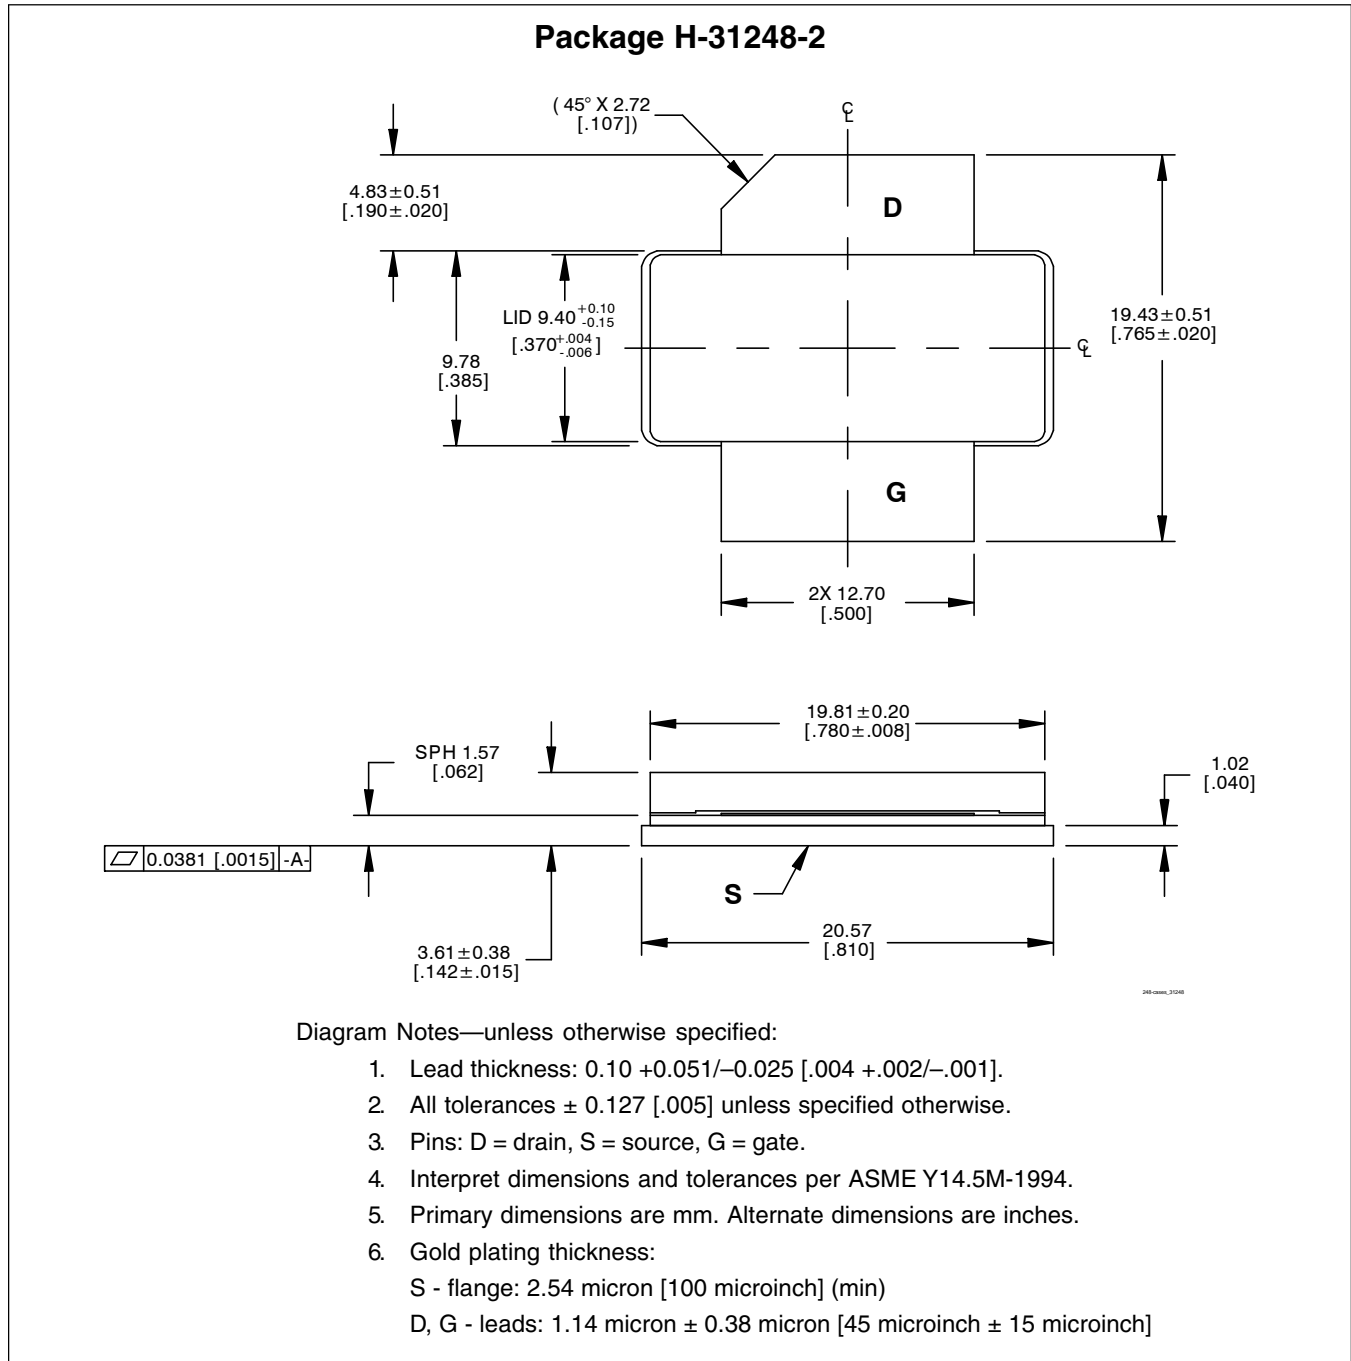 Package H-31248-2
( 45° X 2.72
[.107])
CL
4.83±0.51
[.190±.020]
D
LID 9.40 +0.10
-0.15
[.370 +.004
-.006 ]
19.43±0.51
[.765±.020]
CL
9.78
[.385]
G
2X 12.70
[.500]
19.81±0.20
[.780±.008]
SPH 1.57
[.062]
1.02
[.040]
0.0381 [.0015] -A-
S
20.57
[.810]
3.61±0.38
[.142±.015]
248-cases_31248
Diagram Notes—unless otherwise specified:
1. Lead thickness: 0.10 +0.051/–0.025 [.004 +.002/–.001].
2. All tolerances ± 0.127 [.005] unless specified otherwise.
3. Pins: D = drain, S = source, G = gate.
4. Interpret dimensions and tolerances per ASME Y14.5M-1994.
5. Primary dimensions are mm. Alternate dimensions are inches.
6. Gold plating thickness:
S - flange: 2.54 micron [100 microinch] (min)
D, G - leads: 1.14 micron ± 0.38 micron [45 microinch ± 15 microinch]